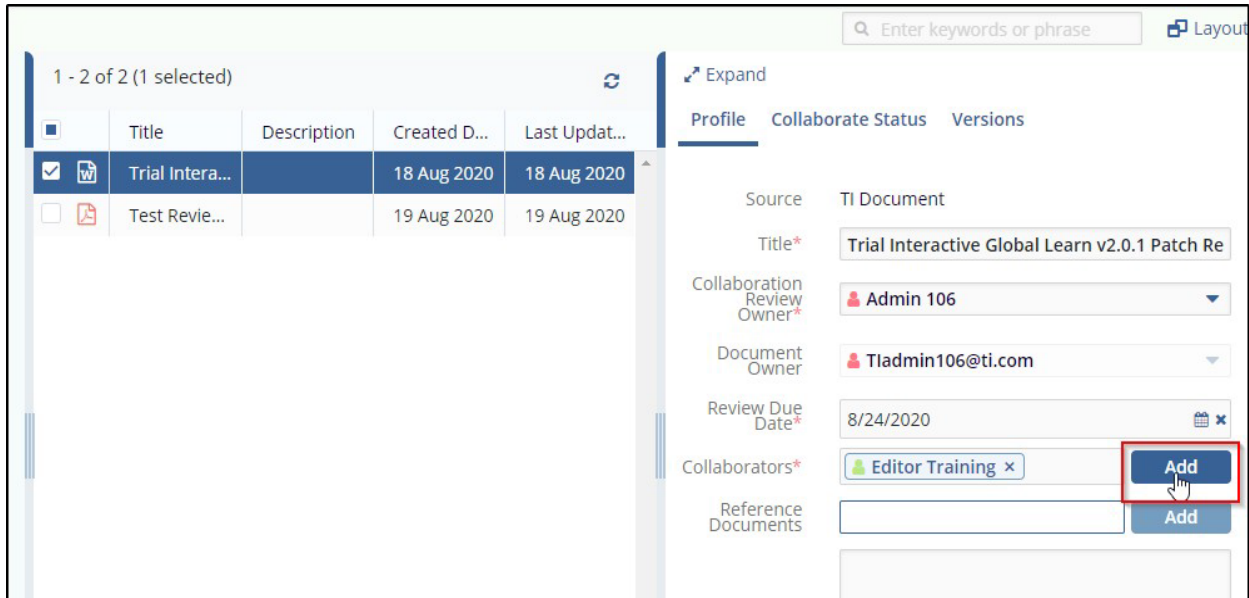 Enter keywords or phrase
Layout
1 - 2 of 2 (1 selected)
Title Description Created D... Last Updat...
Trial Intera... 18 Aug 2020 18 Aug 2020
Test Revie... 19 Aug 2020 19 Aug 2020
Expand
Profile Collaborate Status Versions
Source TI Document
Title* Trial Interactive Global Learn v2.0.1 Patch Re
Collaboration
Review
Owner*
Admin 106
Document
Owner
TIadmin106@ti.com
Review Due
Date*
8/24/2020
Collaborators* Editor Training × Add
Reference
Documents
Add